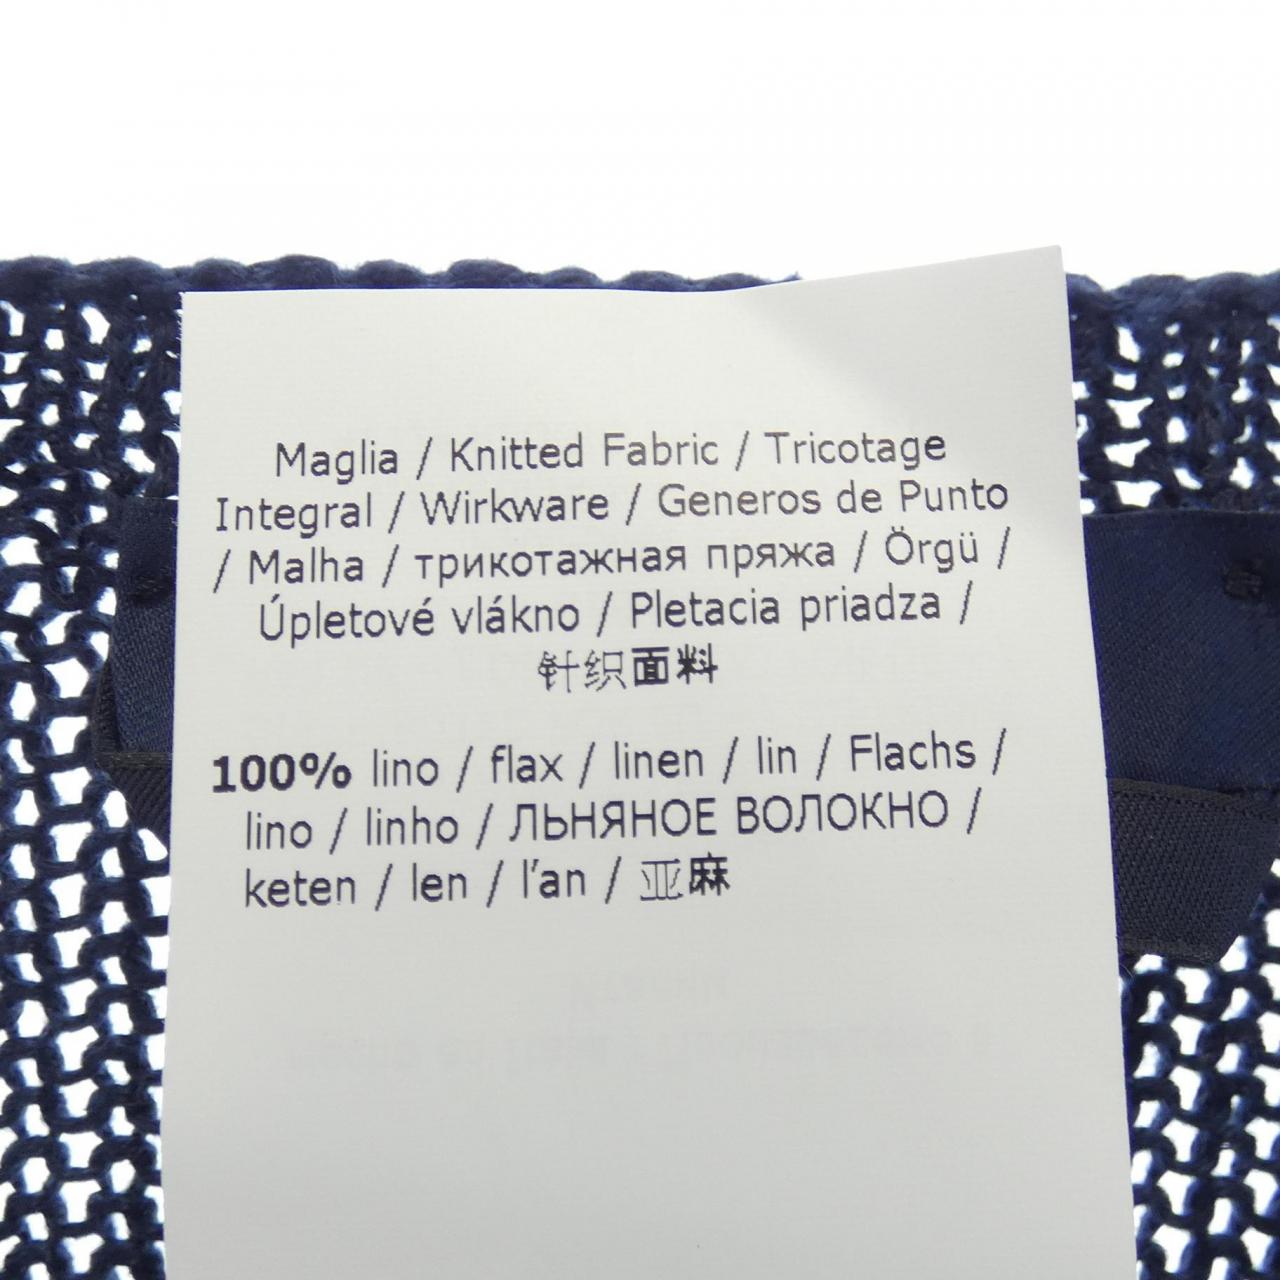 Maglia / Knitted Fabric / Tricotage
Integral / Wirkware / Generos de Punto
/ Malha / трикотажная пряжа / Örgü /
Úpletové vlákno / Pletacia priadza /
针织面料
100% lino / flax / linen / lin / Flachs /
lino / linho / ЛЬНЯНОЕ ВОЛОКНО /
keten / len / l'an / 亚麻